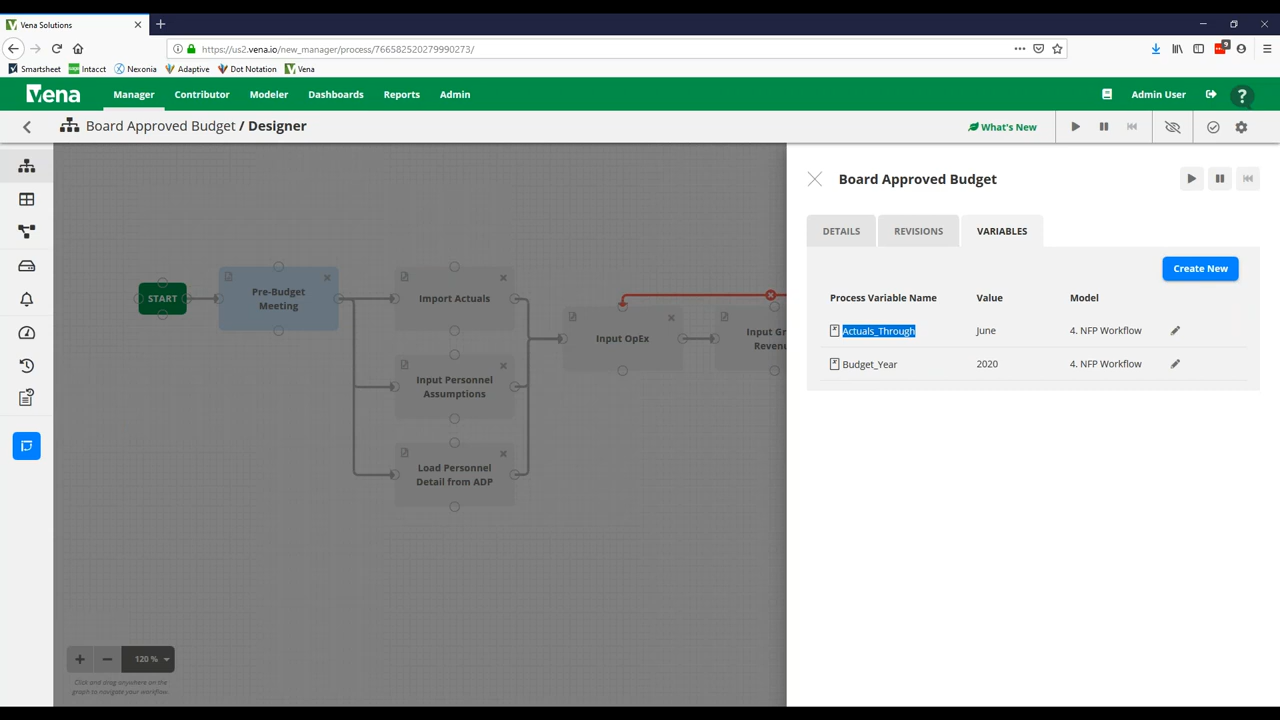 Vena Solutions
https://us2.vena.io/new_manager/process/766582520279990273/
9
Smartsheet Intacct Nexonia Adaptive Dot Notation Vena
Vena Manager Contributor Modeler Dashboards Reports Admin Admin User ?
Board Approved Budget / Designer What's New
Board Approved Budget
DETAILS REVISIONS VARIABLES
Create New
Process Variable Name Value Model
Actuals_Through June 4. NFP Workflow
Budget_Year 2020 4. NFP Workflow
START
Pre-Budget
Meeting
Import Actuals
Input Personnel
Assumptions
Load Personnel
Detail from ADP
Input OpEx
Input Gr
Revenu
120 %
Click and drag anywhere on the
graph to navigate your workflow.